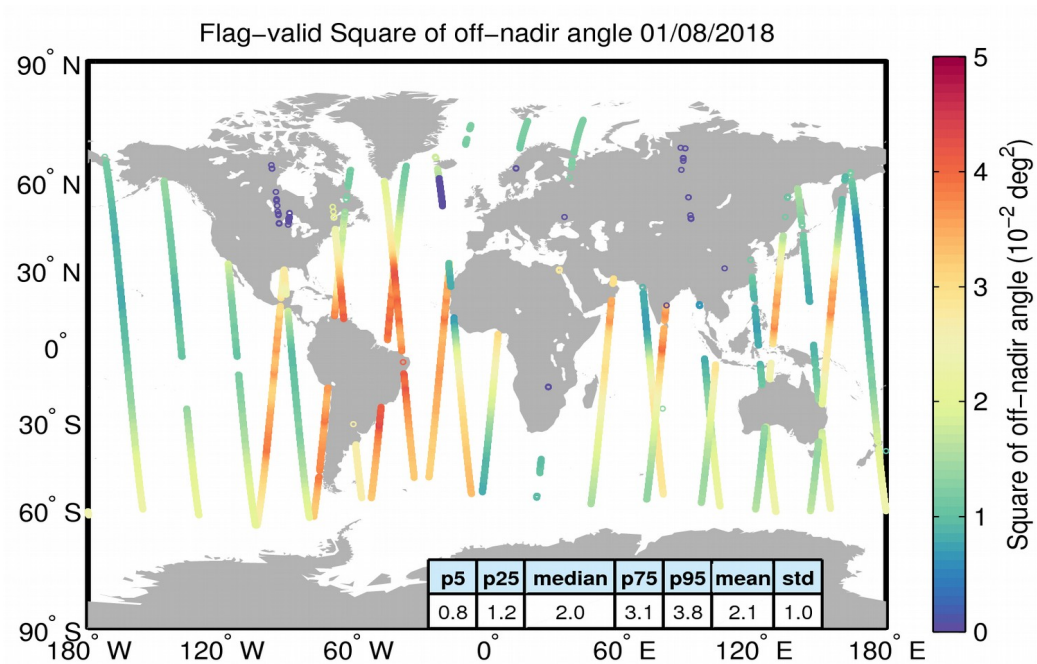 Flag-valid Square of off-nadir angle 01/08/2018
90° N
60° N
30° N
0°
30° S
60° S
90° S
180° W
120° W
60° W
0°
60° E
120° E
180° E
p5 p25 median p75 p95 mean std
0.8 1.2 2.0 3.1 3.8 2.1 1.0
5
4
3
2
1
0
Square of off-nadir angle (10⁻² deg²)